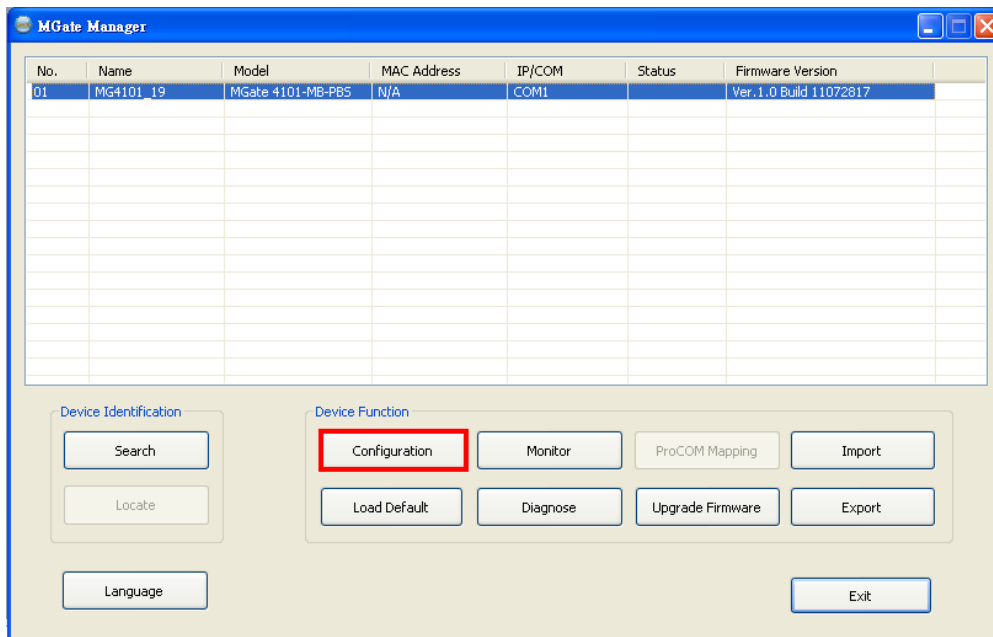 MGate Manager
No. Name Model MAC Address IP/COM Status Firmware Version
01 MG4101_19 MGate 4101-MB-PBS N/A COM1 Ver.1.0 Build 11072817
Device Identification
Search
Locate
Device Function
Configuration Monitor ProCOM Mapping Import
Load Default Diagnose Upgrade Firmware Export
Language
Exit